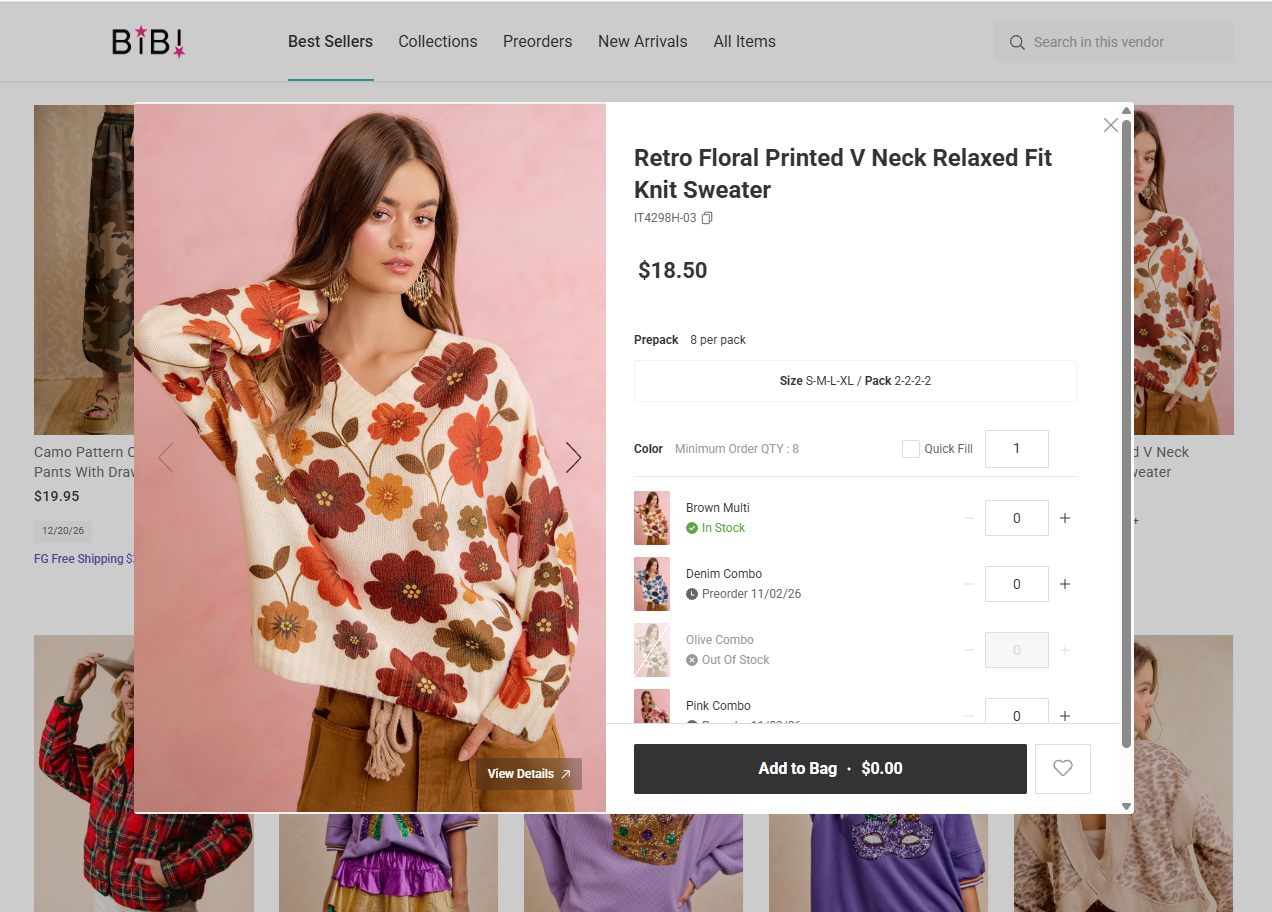 BiB!
Best Sellers
Collections
Preorders
New Arrivals
All Items
Search in this vendor
Retro Floral Printed V Neck Relaxed Fit
Knit Sweater
IT4298H-03
$18.50
Prepack 8 per pack
Size S-M-L-XL / Pack 2-2-2-2
Color Minimum Order QTY : 8
Quick Fill
1
Brown Multi
In Stock
0
Denim Combo
Preorder 11/02/26
0
Olive Combo
Out Of Stock
0
Pink Combo
0
View Details
Add to Bag · $0.00
Camo Pattern
Pants With
$19.95
12/20/26
FG Free Shipping
V Neck